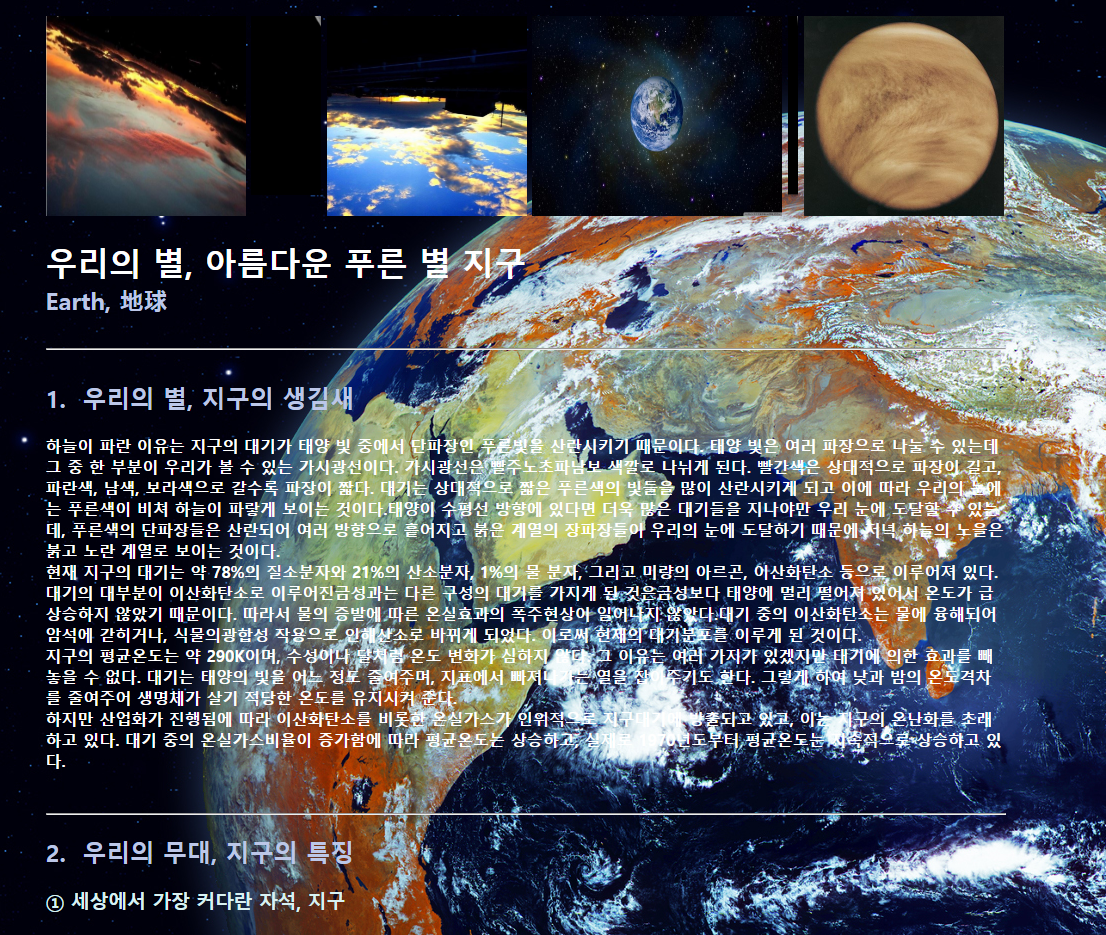 우리의 별, 아름다운 푸른 별 지구
Earth, 地球
1. 우리의 별, 지구의 생김새
하늘이 파란 이유는 지구의 대기가 태양 빛 중에서 단파장인 푸른빛을 산란시키기 때문이다. 태양 빛은 여러 파장으로 나눌 수 있는데
그 중 한 부분이 우리가 볼 수 있는 가시광선이다. 가시광선은 빨주노초파남보 색깔로 나뉘게 된다. 빨간색은 상대적으로 파장이 길고,
파란색, 남색, 보라색으로 갈수록 파장이 짧다. 대기는 상대적으로 짧은 푸른색의 빛들을 많이 산란시키게 되고 이에 따라 우리의 눈에
는 푸른색이 비쳐 하늘이 파랗게 보이는 것이다.태양이 수평선 방향에 있다면 더욱 많은 대기들을 지나야만 우리 눈에 도달할 수 있는
데, 푸른색의 단파장들은 산란되어 여러 방향으로 흩어지고 붉은 계열의 장파장들이 우리의 눈에 도달하기 때문에 저녁 하늘의 노을은
붉고 노란 계열로 보이는 것이다.
현재 지구의 대기는 약 78%의 질소분자와 21%의 산소분자, 1%의 물 분자, 그리고 미량의 아르곤, 이산화탄소 등으로 이루어져 있다.
대기의 대부분이 이산화탄소로 이루어진금성과는 다른 구성의 대기를 가지게 된 것은금성보다 태양에 멀리 떨어져 있어서 온도가 급
상승하지 않았기 때문이다. 따라서 물의 증발에 따른 온실효과의 폭주현상이 일어나지 않았다.대기 중의 이산화탄소는 물에 융해되어
암석에 갇히거나, 식물의광합성 작용으로 인해산소로 바뀌게 되었다. 이로써 현재의 대기분포를 이루게 된 것이다.
지구의 평균온도는 약 290K이며, 수성이나 달처럼 온도 변화가 심하지 않다. 그 이유는 여러 가지가 있겠지만 대기에 의한 효과를 빼
놓을 수 없다. 대기는 태양의 빛을 어느 정도 줄여주며, 지표에서 빠져나가는 열을 잡아주기도 한다. 그렇게 하여 낮과 밤의 온도격차
를 줄여주어 생명체가 살기 적당한 온도를 유지시켜 준다.
하지만 산업화가 진행됨에 따라 이산화탄소를 비롯한 온실가스가 인위적으로 지구대기에 방출되고 있고, 이는 지구의 온난화를 초래
하고 있다. 대기 중의 온실가스비율이 증가함에 따라 평균온도는 상승하고, 실제로 1970년도부터 평균온도는 지속적으로 상승하고 있
다.
2. 우리의 무대, 지구의 특징
① 세상에서 가장 커다란 자석, 지구